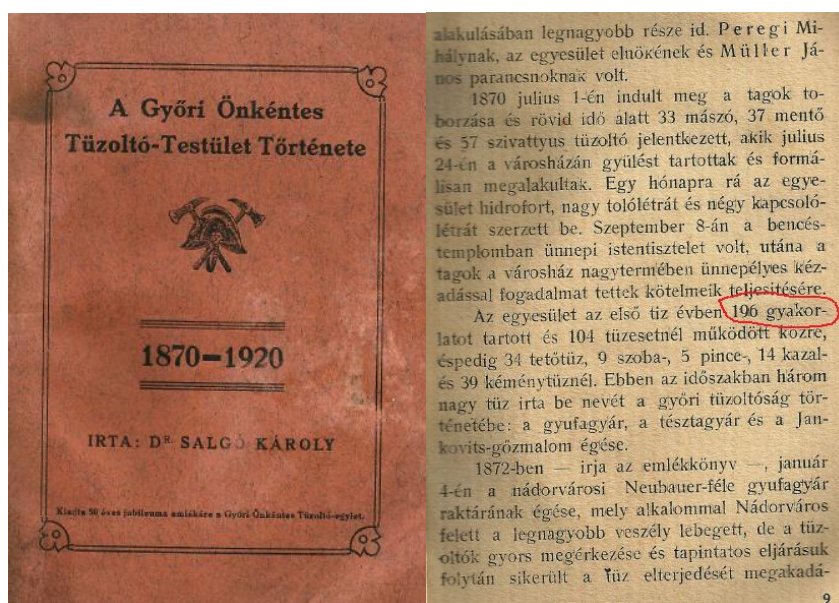 A Győri Önkéntes
Tüzoltó-Testület Története
1870–1920
IRTA: DR. SALGÓ KÁROLY
Kiadta 50 éves jubileuma emlékére a Győri Önkéntes Tüzoltó-egylet.
alakulásában legnagyobb része id. Peregi Mi-
hálynak, az egyesület elnökének és Müller Já-
nos parancsnoknak volt.
1870 julius 1-én indult meg a tagok to-
borzása és rövid idő alatt 33 mászó, 37 mentő
és 57 szivattyus tüzoltó jelentkezett, akik julius
24-én a városházán gyülést tartottak és formá-
lisan megalakultak. Egy hónapra rá az egye-
sület hidrofort, nagy tolólétrát és négy kapcsoló-
létrát szerzett be. Szeptember 8-án a bencés-
templomban ünnepi istentisztelet volt, utána a
tagok a városház nagytermében ünnepélyes kéz-
adással fogadalmat tettek kötelmeik teljesitésére.
Az egyesület az első tiz évben 196 gyakor-
latot tartott és 104 tüzesetnél működött közre,
éspedig 34 tetőtüz, 9 szoba-, 5 pince-, 14 kazal-
és 39 kéménytüznél. Ebben az időszakban három
nagy tüz irta be nevét a győri tüzoltóság tör-
ténetébe: a gyufagyár, a tésztagyár és a Jan-
kovits-gőzmalom égése.
1872-ben — irja az emlékkönyv —, január
4-én a nádorvárosi Neubauer-féle gyufagyár
raktárának égése, mely alkalommal Nádorváros
felett a legnagyobb veszély lebegett, de a tüz-
oltók gyors megérkezése és tapintatos eljárásuk
folytán sikerült a tüz elterjedését megakadá-
9